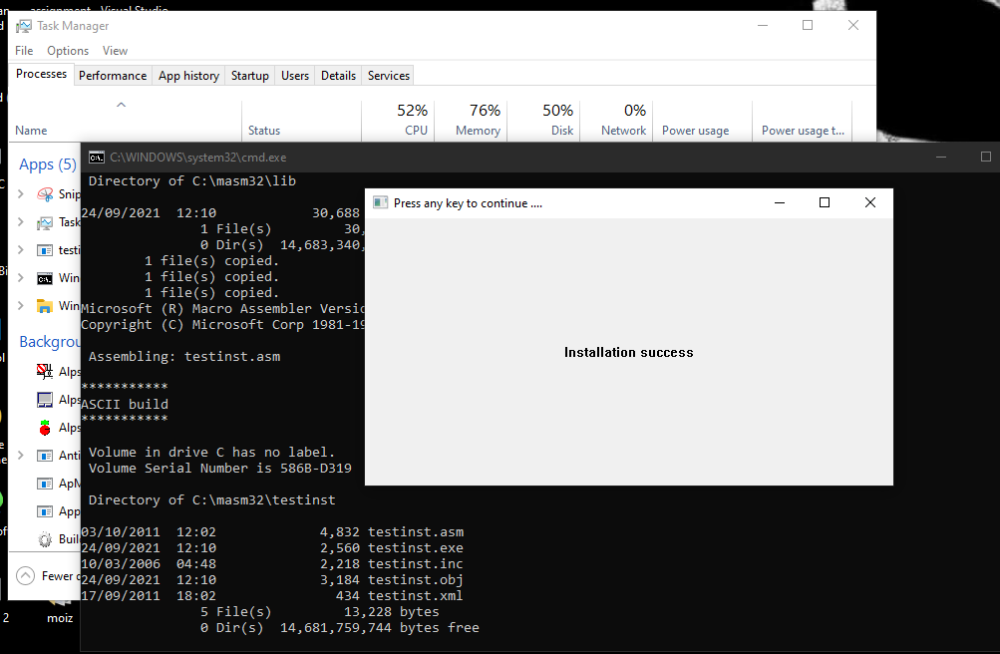 assignment - Visual Studio
Task Manager
File Options View
Processes Performance App history Startup Users Details Services
52% 76% 50% 0%
Name Status CPU Memory Disk Network Power usage Power usage t...
Apps (5)
Snip
Task
testi
Win
Win
Backgrou
Alps
Alps
Alps
Anti
ApM
App
Buil
Fewer d
2
moiz
C:\WINDOWS\system32\cmd.exe
Directory of C:\masm32\lib
24/09/2021 12:10 30,688
1 File(s) 30,
0 Dir(s) 14,683,340,
1 file(s) copied.
1 file(s) copied.
1 file(s) copied.
Microsoft (R) Macro Assembler Versio
Copyright (C) Microsoft Corp 1981-19
Assembling: testinst.asm
***********
ASCII build
***********
Volume in drive C has no label.
Volume Serial Number is 586B-D319
Directory of C:\masm32\testinst
03/10/2011 12:02 4,832 testinst.asm
24/09/2021 12:10 2,560 testinst.exe
10/03/2006 04:48 2,218 testinst.inc
24/09/2021 12:10 3,184 testinst.obj
17/09/2011 18:02 434 testinst.xml
5 File(s) 13,228 bytes
0 Dir(s) 14,681,759,744 bytes free
Press any key to continue ....
Installation success